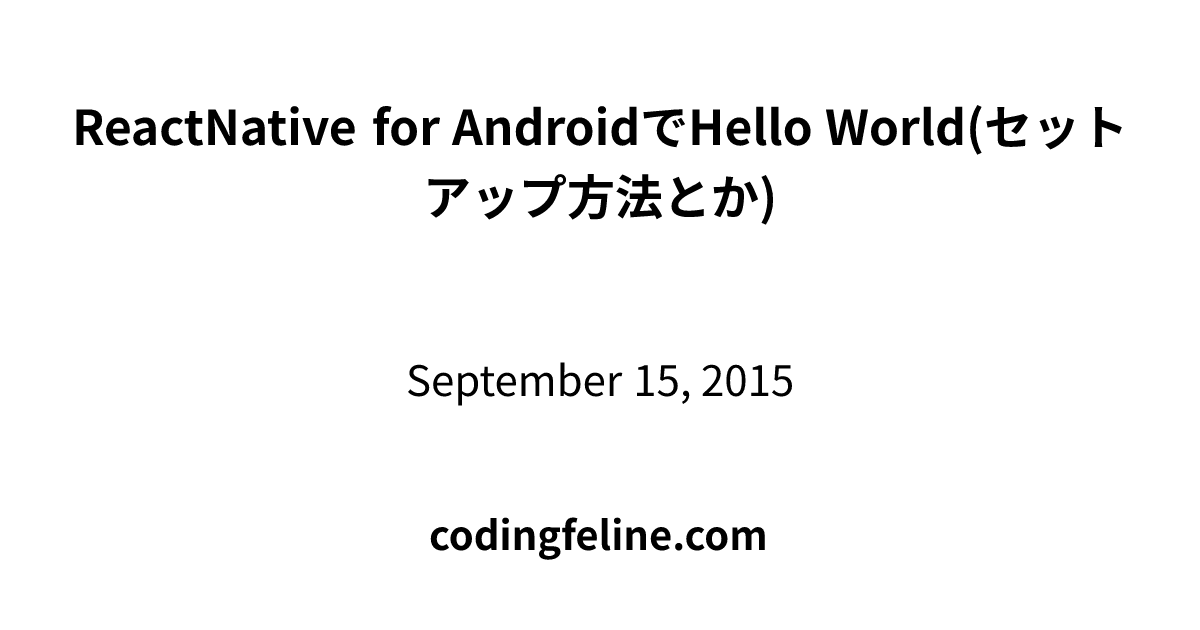 ReactNative for AndroidでHello World(セット
アップ方法とか)
September 15, 2015
codingfeline.com